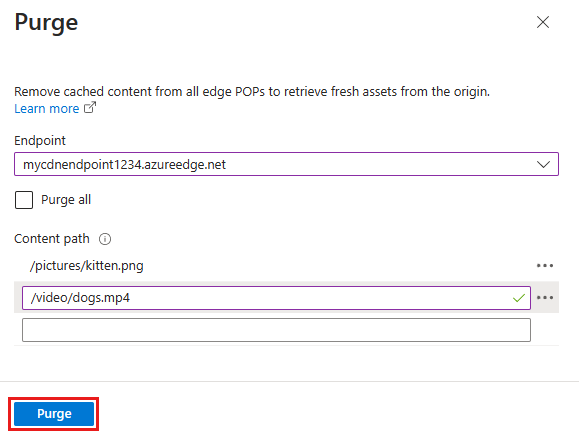 Purge
Remove cached content from all edge POPs to retrieve fresh assets from the origin.
Learn more
Endpoint
mycdnendpoint1234.azureedge.net
Purge all
Content path
/pictures/kitten.png
/video/dogs.mp4
Purge